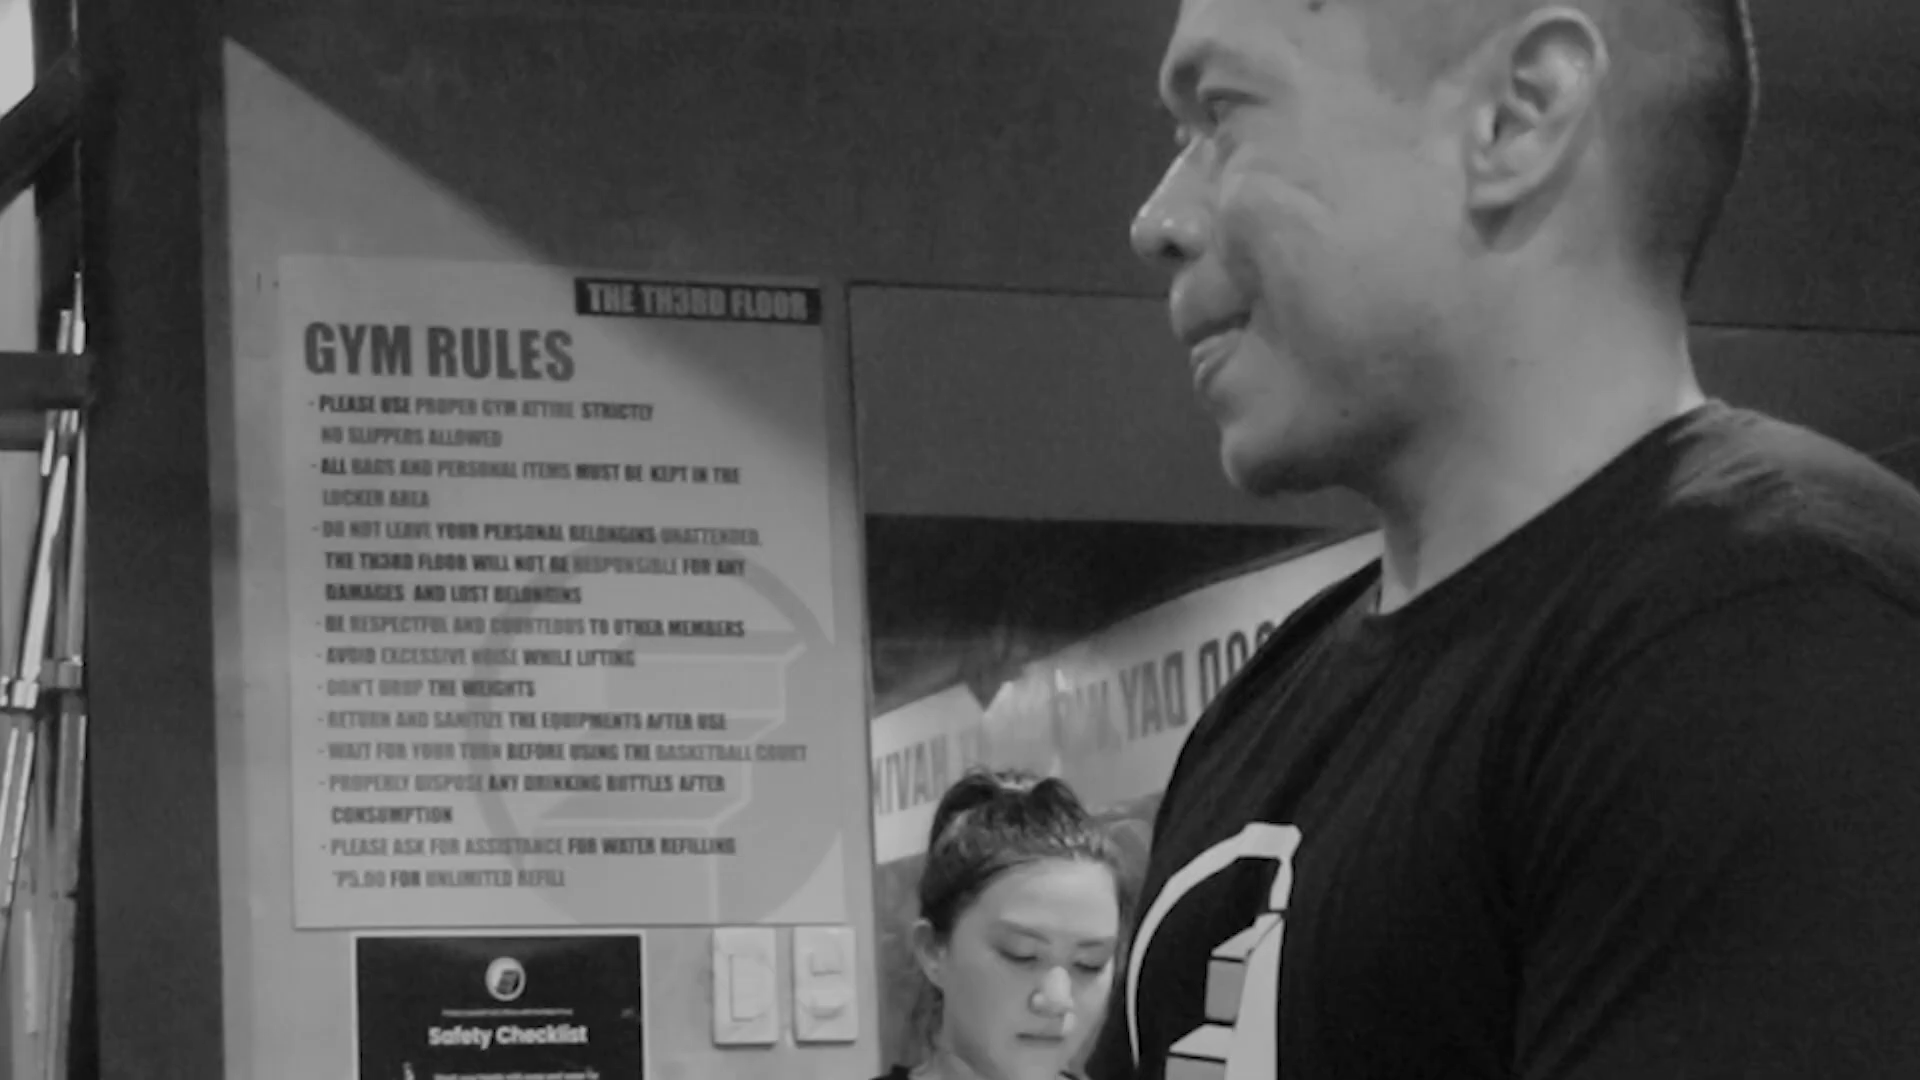 THE TH3RD FLOOR
GYM RULES
- PLEASE USE PROPER GYM ATTIRE STRICTLY
NO SLIPPERS ALLOWED
- ALL BAGS AND PERSONAL ITEMS MUST BE KEPT IN THE
LOCKER AREA
- DO NOT LEAVE YOUR PERSONAL BELONGINGS UNATTENDED.
THE TH3RD FLOOR WILL NOT BE RESPONSIBLE FOR ANY
DAMAGES AND LOST BELONGINGS
- BE RESPECTFUL AND COURTEOUS TO OTHER MEMBERS
- AVOID EXCESSIVE NOISE WHILE LIFTING
- DON'T DROP THE WEIGHTS
- RETURN AND SANITIZE THE EQUIPMENTS AFTER USE
- WAIT FOR YOUR TURN BEFORE USING THE BASKETBALL COURT
- PROPERLY DISPOSE ANY DRINKING BOTTLES AFTER
CONSUMPTION
- PLEASE ASK FOR ASSISTANCE FOR WATER REFILLING
*P5.00 FOR UNLIMITED REFILL
DAY
Safety Checklist